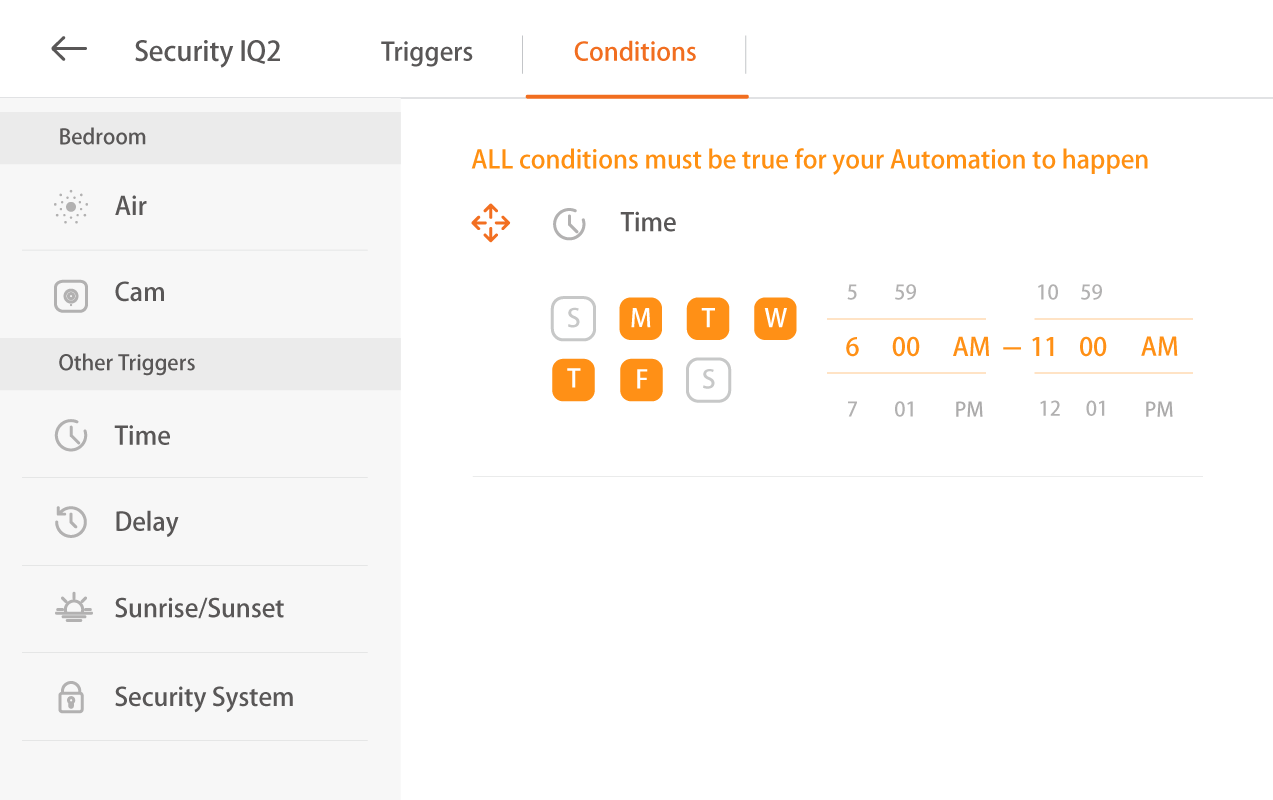 Security IQ2 Triggers Conditions
Bedroom
Air
Cam
Other Triggers
Time
Delay
Sunrise/Sunset
Security System
ALL conditions must be true for your Automation to happen
Time
S M T W
T F S
5 59 10 59
6 00 AM – 11 00 AM
7 01 PM 12 01 PM